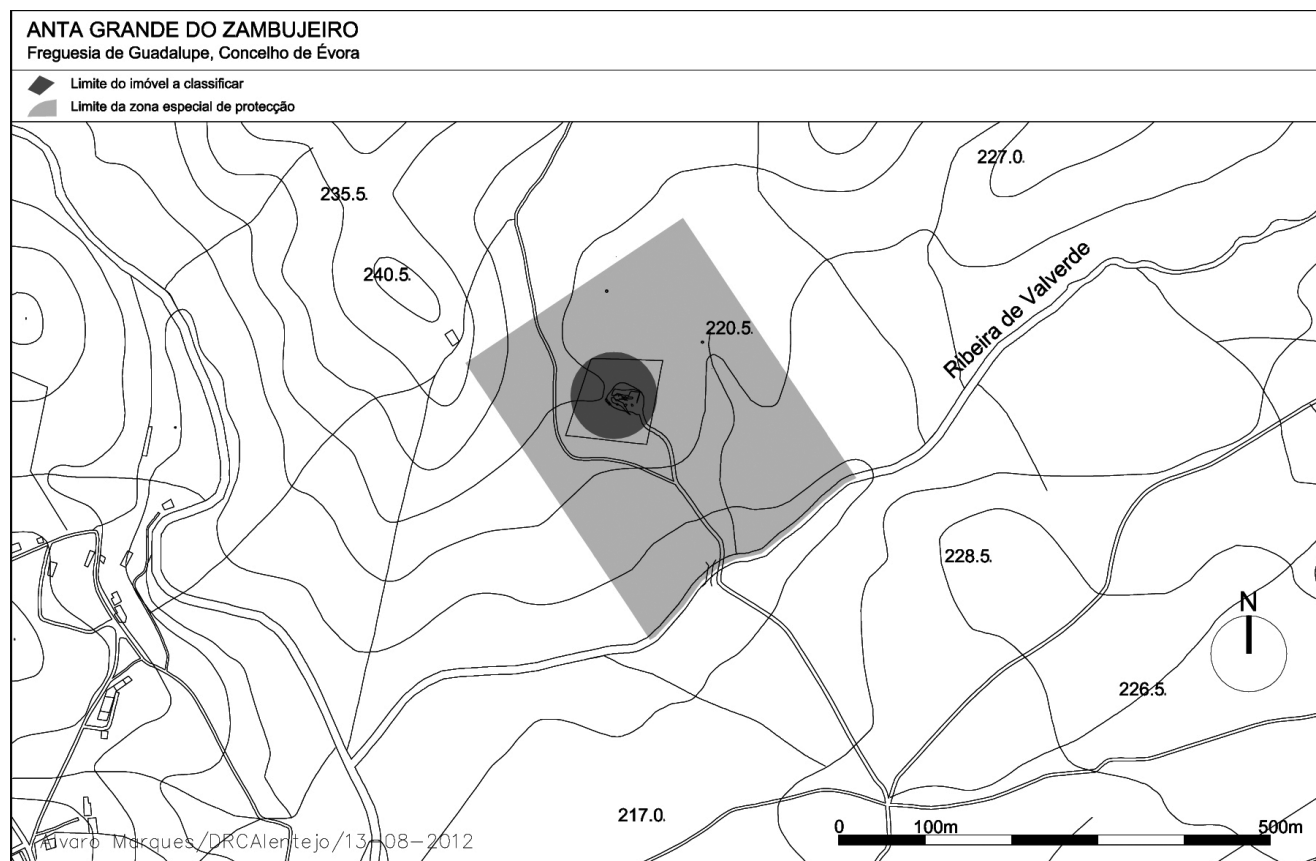 ANTA GRANDE DO ZAMBUJEIRO
Freguesia de Guadalupe, Concelho de Évora
Limite do imóvel a classificar
Limite da zona especial de protecção
227.0.
235.5.
240.5.
220.5.
Ribeira de Valverde
228.5.
N
226.5.
217.0.
0 100m 500m
Alvaro Marques/DRCAlentejo/13-08-2012